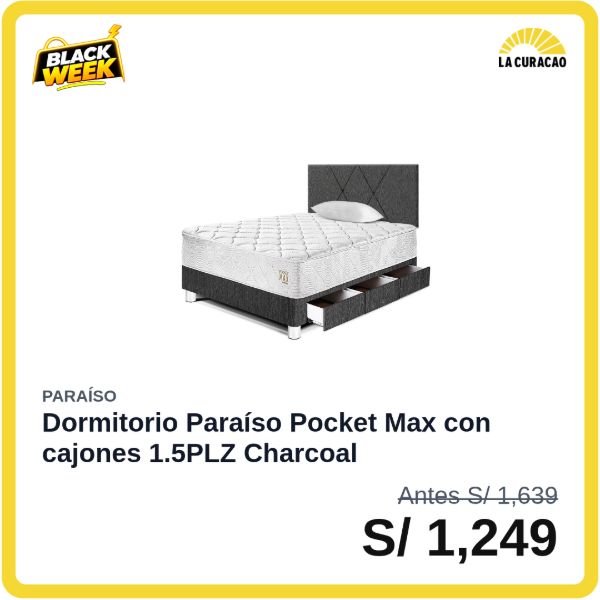 BLACK
WEEK
LA CURACAO
PARAÍSO
Dormitorio Paraíso Pocket Max con
cajones 1.5PLZ Charcoal
Antes S/ 1,639
S/ 1,249